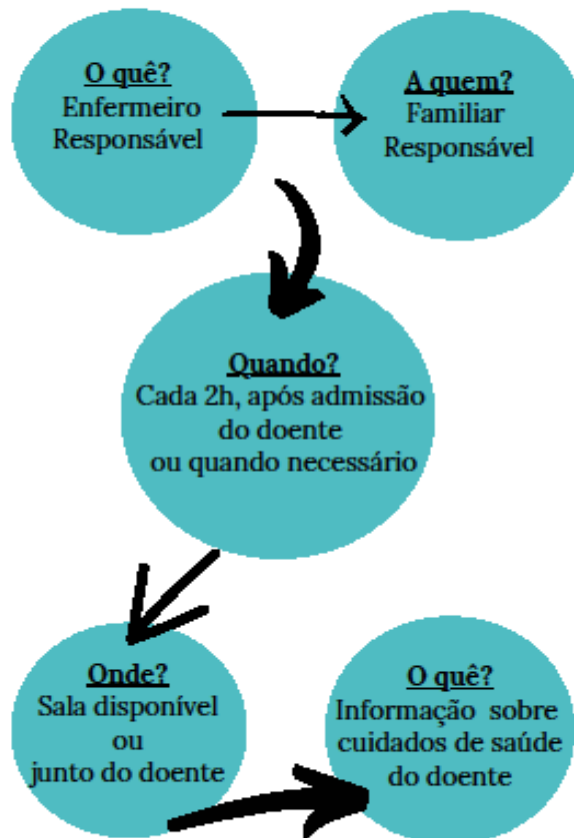 O quê?
Enfermeiro
Responsável
A quem?
Familiar
Responsável
Quando?
Cada 2h, após admissão
do doente
ou quando necessário
Onde?
Sala disponível
ou
junto do doente
O quê?
Informação sobre
cuidados de saúde
do doente